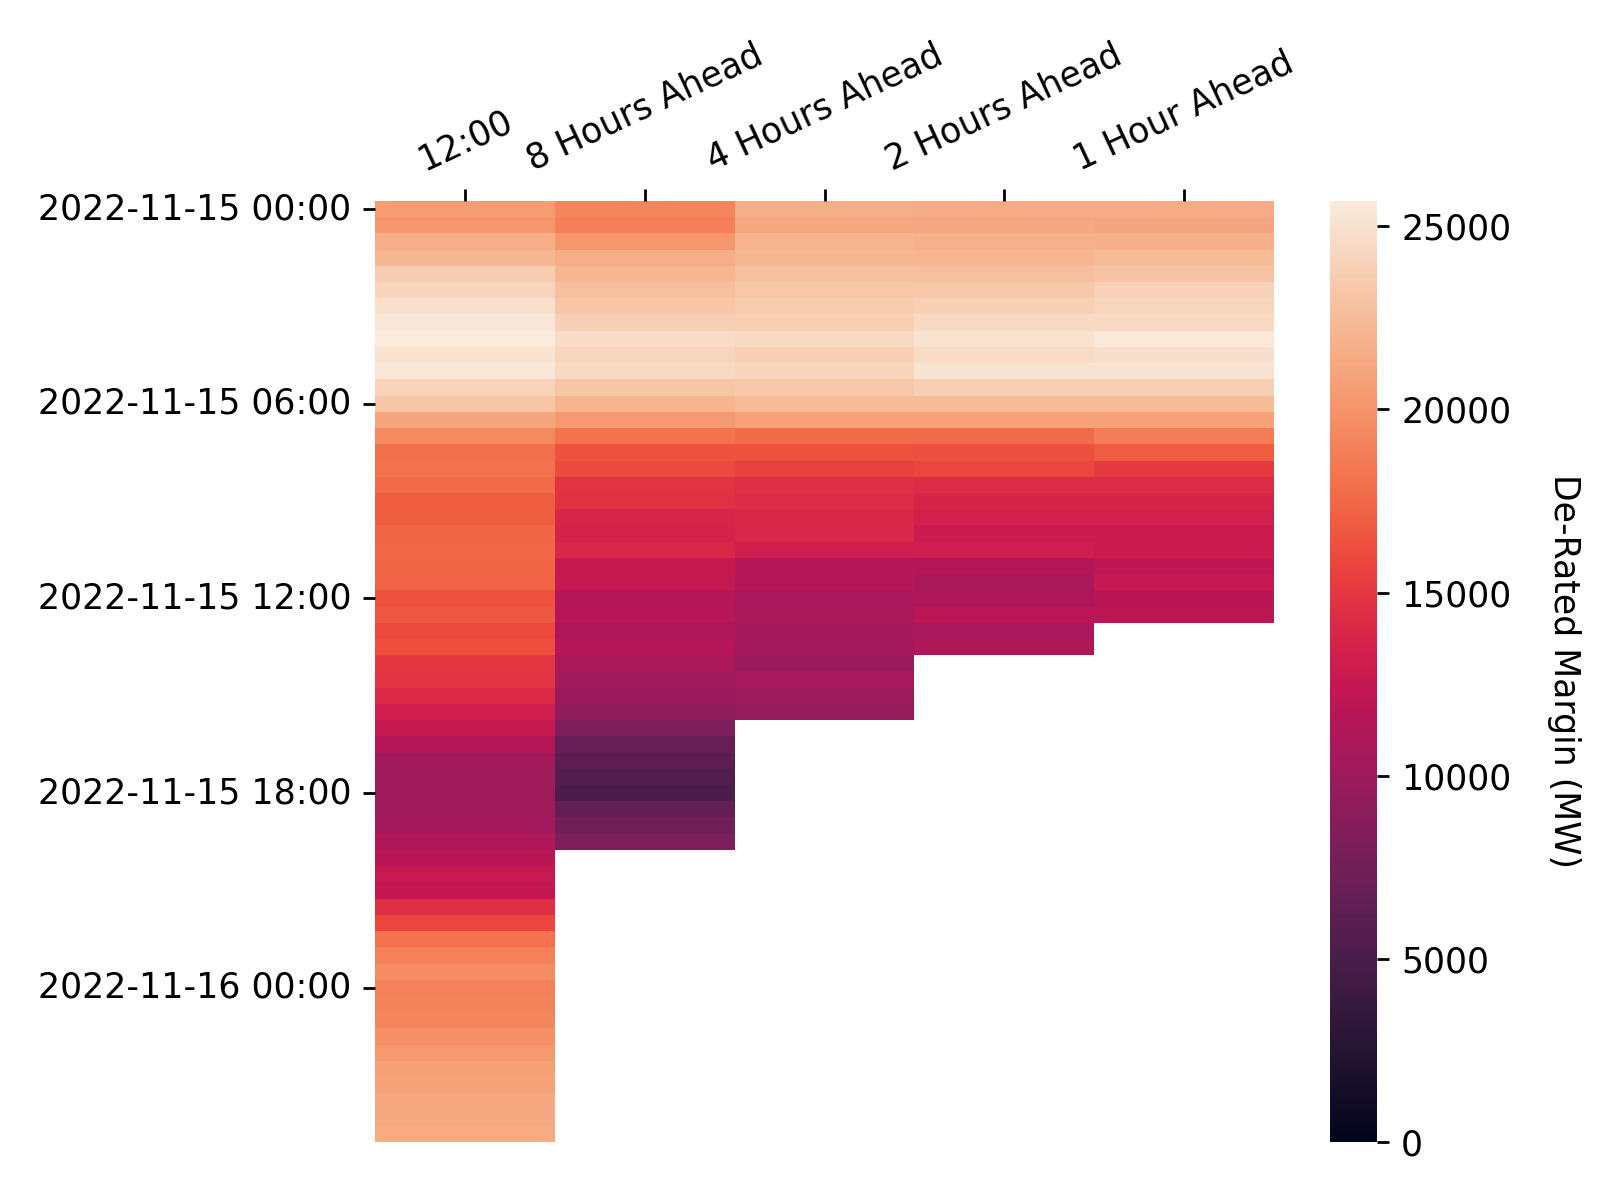 12:00
8 Hours Ahead
4 Hours Ahead
2 Hours Ahead
1 Hour Ahead
2022-11-15 00:00
2022-11-15 06:00
2022-11-15 12:00
2022-11-15 18:00
2022-11-16 00:00
25000
20000
15000
10000
5000
0
De-Rated Margin (MW)